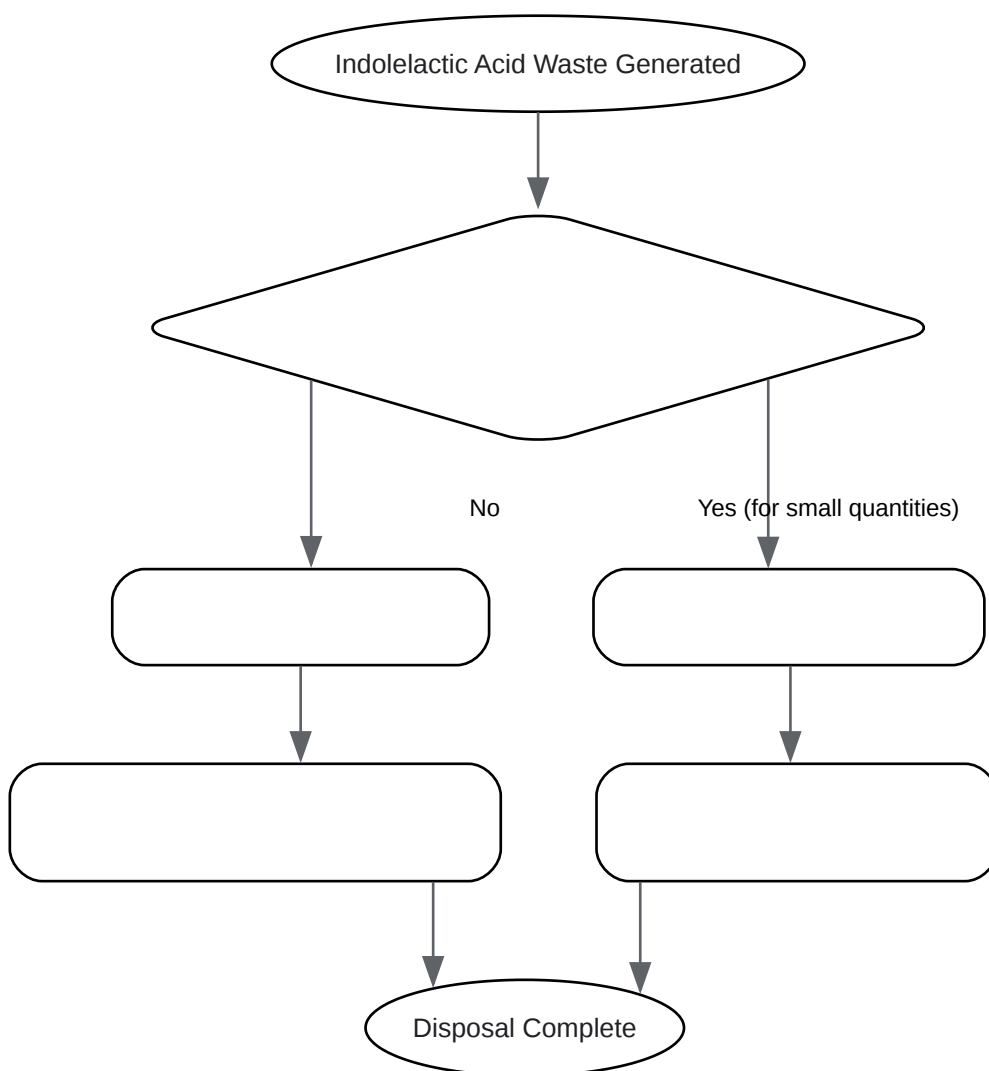 Indolelactic Acid Waste Generated
No
Yes (for small quantities)
Disposal Complete